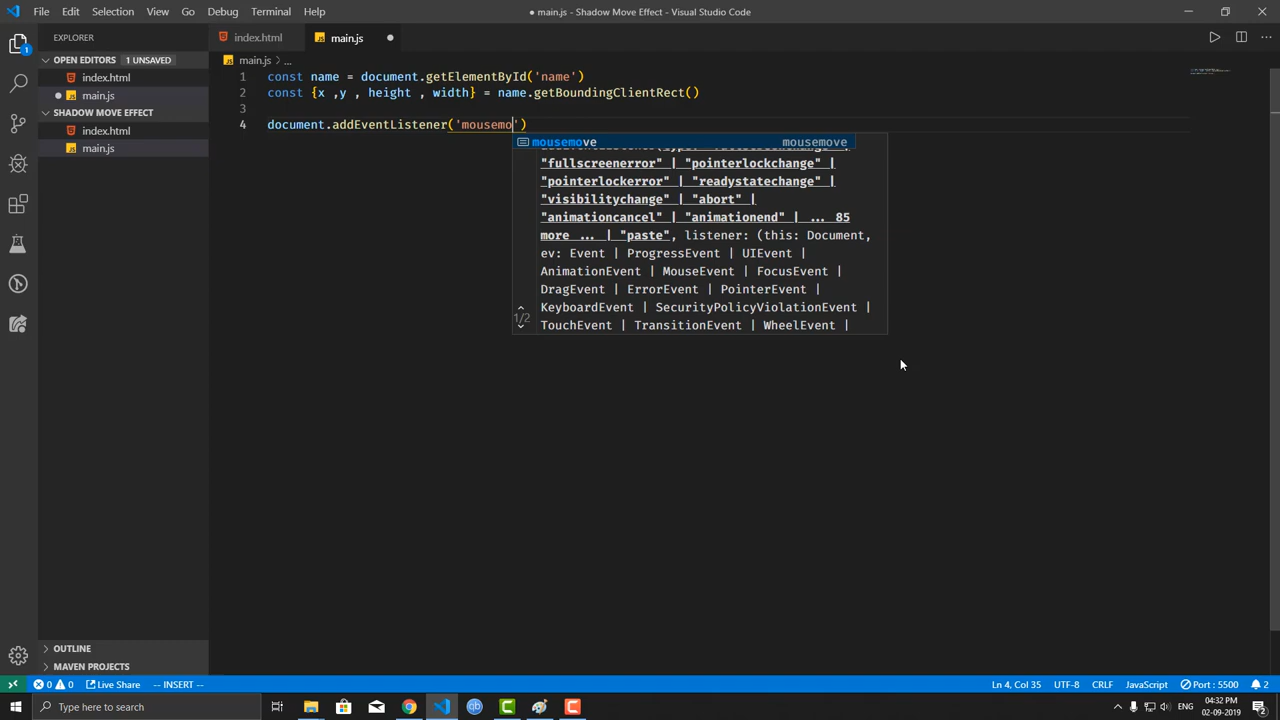 File Edit Selection View Go Debug Terminal Help
● main.js - Shadow Move Effect - Visual Studio Code
EXPLORER
index.html
main.js
OPEN EDITORS 1 UNSAVED
index.html
main.js
SHADOW MOVE EFFECT
index.html
main.js
OUTLINE
MAVEN PROJECTS
main.js > ...
1 const name = document.getElementById('name')
2 const {x ,y , height , width} = name.getBoundingClientRect()
3
4 document.addEventListener('mousemo')
mousemove mousemove
"fullscreenerror" | "pointerlockchange" |
"pointerlockerror" | "readystatechange" |
"visibilitychange" | "abort" |
"animationcancel" | "animationend" | ... 85
more ... | "paste", listener: (this: Document,
ev: Event | ProgressEvent | UIEvent |
AnimationEvent | MouseEvent | FocusEvent |
DragEvent | ErrorEvent | PointerEvent |
KeyboardEvent | SecurityPolicyViolationEvent |
1/2
TouchEvent | TransitionEvent | WheelEvent |
1
0 0 Live Share -- INSERT --
Ln 4, Col 35 UTF-8 CRLF JavaScript Port : 5500 2
Type here to search
ENG
04:32 PM
02-09-2019
2